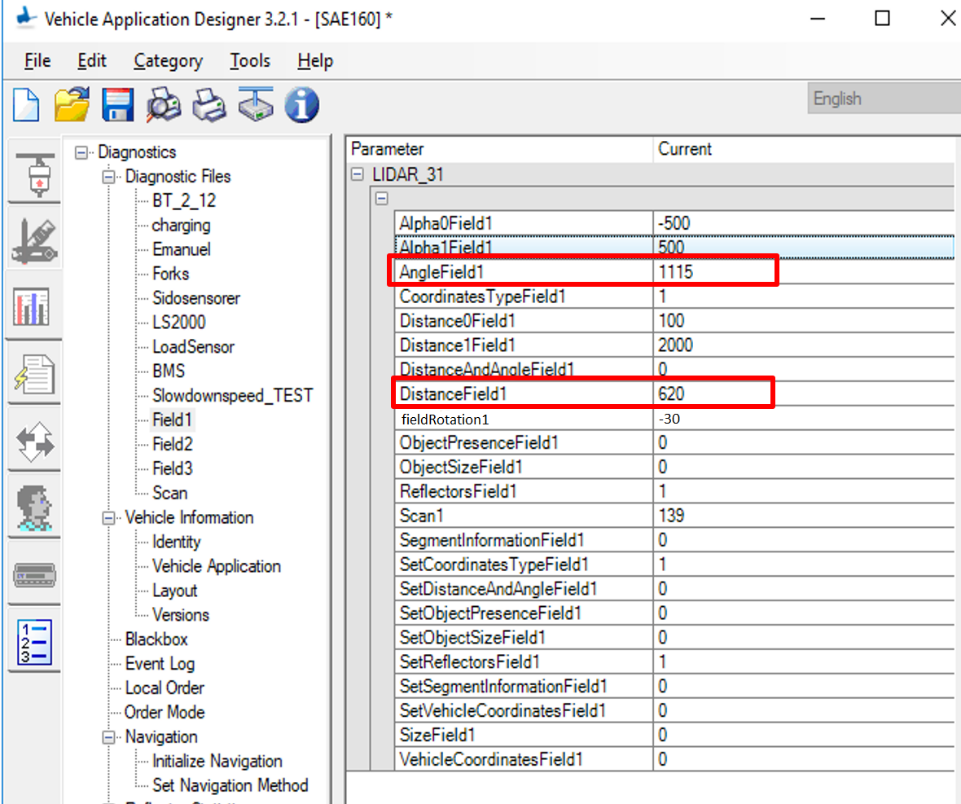 Vehicle Application Designer 3.2.1 - [SAE160] *
File Edit Category Tools Help
English
Diagnostics
Diagnostic Files
BT_2_12
charging
Emanuel
Forks
Sidosensorer
LS2000
LoadSensor
BMS
Slowdownspeed_TEST
Field1
Field2
Field3
Scan
Vehicle Information
Identity
Vehicle Application
Layout
Versions
Blackbox
Event Log
Local Order
Order Mode
Navigation
Initialize Navigation
Set Navigation Method
Parameter Current
LIDAR_31
Alpha0Field1 -500
Alpha1Field1 500
AngleField1 1115
CoordinatesTypeField1 1
Distance0Field1 100
Distance1Field1 2000
DistanceAndAngleField1 0
DistanceField1 620
fieldRotation1 -30
ObjectPresenceField1 0
ObjectSizeField1 0
ReflectorsField1 1
Scan1 139
SegmentInformationField1 0
SetCoordinatesTypeField1 1
SetDistanceAndAngleField1 0
SetObjectPresenceField1 0
SetObjectSizeField1 0
SetReflectorsField1 1
SetSegmentInformationField1 0
SetVehicleCoordinatesField1 0
SizeField1 0
VehicleCoordinatesField1 0
1
2
3